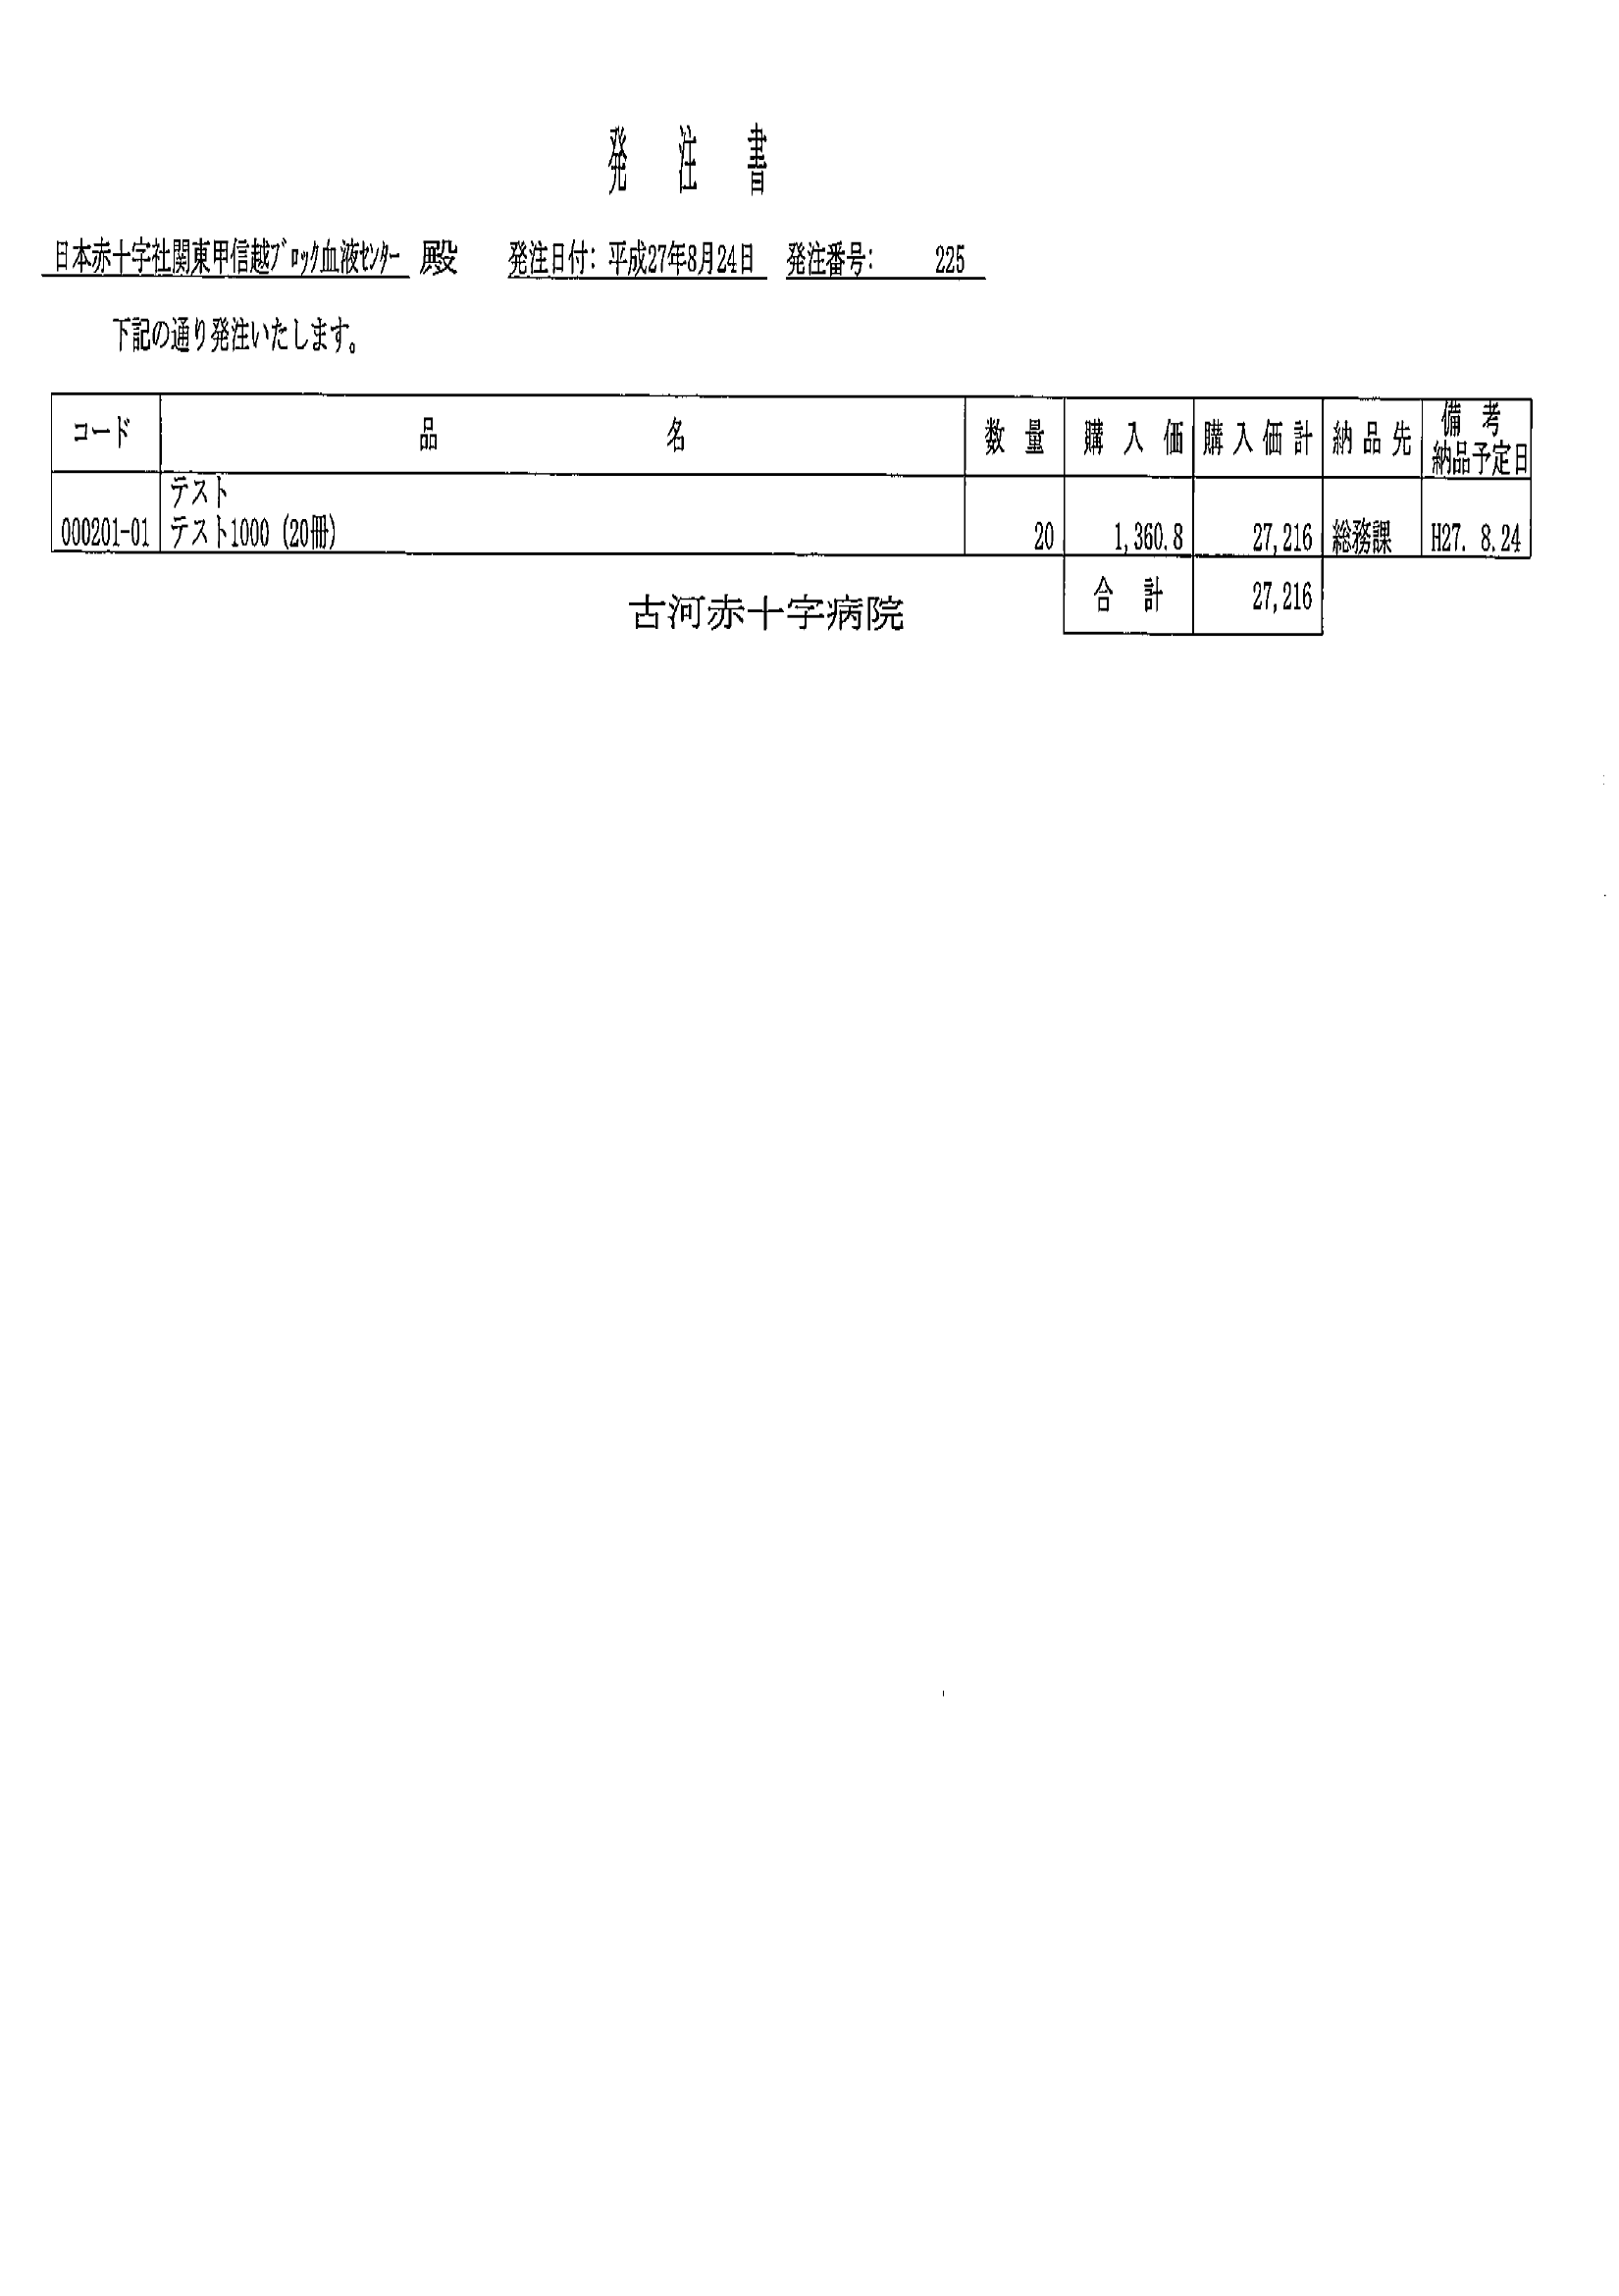 発 注 書
日本赤十字社関東甲信越ﾌﾞﾛｯｸ血液ｾﾝﾀｰ 殿 発注日付：平成27年8月24日 発注番号： 225
下記の通り発注いたします。
コード 品 名 数 量 購 入 価 購 入 価 計 納 品 先 備 考
納品予定日
テスト
000201-01 テスト1000（20冊） 20 1,360.8 27,216 総務課 H27. 8.24
合 計 27,216
古河赤十字病院